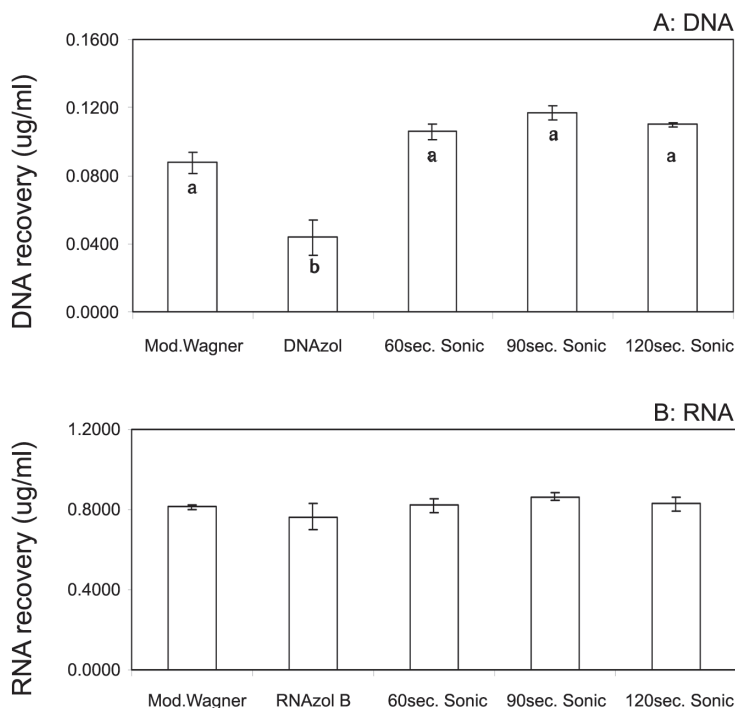 A: DNA
DNA recovery (ug/ml)
0.1600
0.1200
0.0800
0.0400
0.0000
a
b
a
a
a
Mod.Wagner DNAzol 60sec. Sonic 90sec. Sonic 120sec. Sonic
B: RNA
RNA recovery (ug/ml)
1.2000
0.8000
0.4000
0.0000
Mod.Wagner RNAzol B 60sec. Sonic 90sec. Sonic 120sec. Sonic